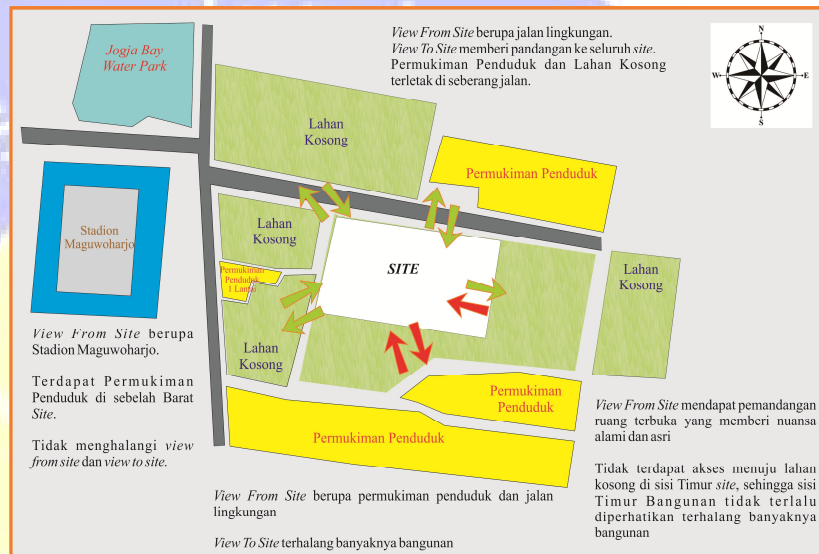 View From Site berupa jalan lingkungan.
View To Site memberi pandangan ke seluruh site.
Permukiman Penduduk dan Lahan Kosong
terletak di seberang jalan.
N
W
E
S
Jogja Bay
Water Park
Lahan
Kosong
Permukiman Penduduk
Stadion
Maguwoharjo
Lahan
Kosong
Permukiman
Penduduk
1 Lantai
SITE
Lahan
Kosong
Lahan
Kosong
Permukiman
Penduduk
Permukiman Penduduk
View From Site berupa
Stadion Maguwoharjo.
Terdapat Permukiman
Penduduk di sebelah Barat
Site.
Tidak menghalangi view
from site dan view to site.
View From Site berupa permukiman penduduk dan jalan
lingkungan
View To Site terhalang banyaknya bangunan
View From Site mendapat pemandangan
ruang terbuka yang memberi nuansa
alami dan asri
Tidak terdapat akses menuju lahan
kosong di sisi Timur site, sehingga sisi
Timur Bangunan tidak terlalu
diperhatikan terhalang banyaknya
bangunan